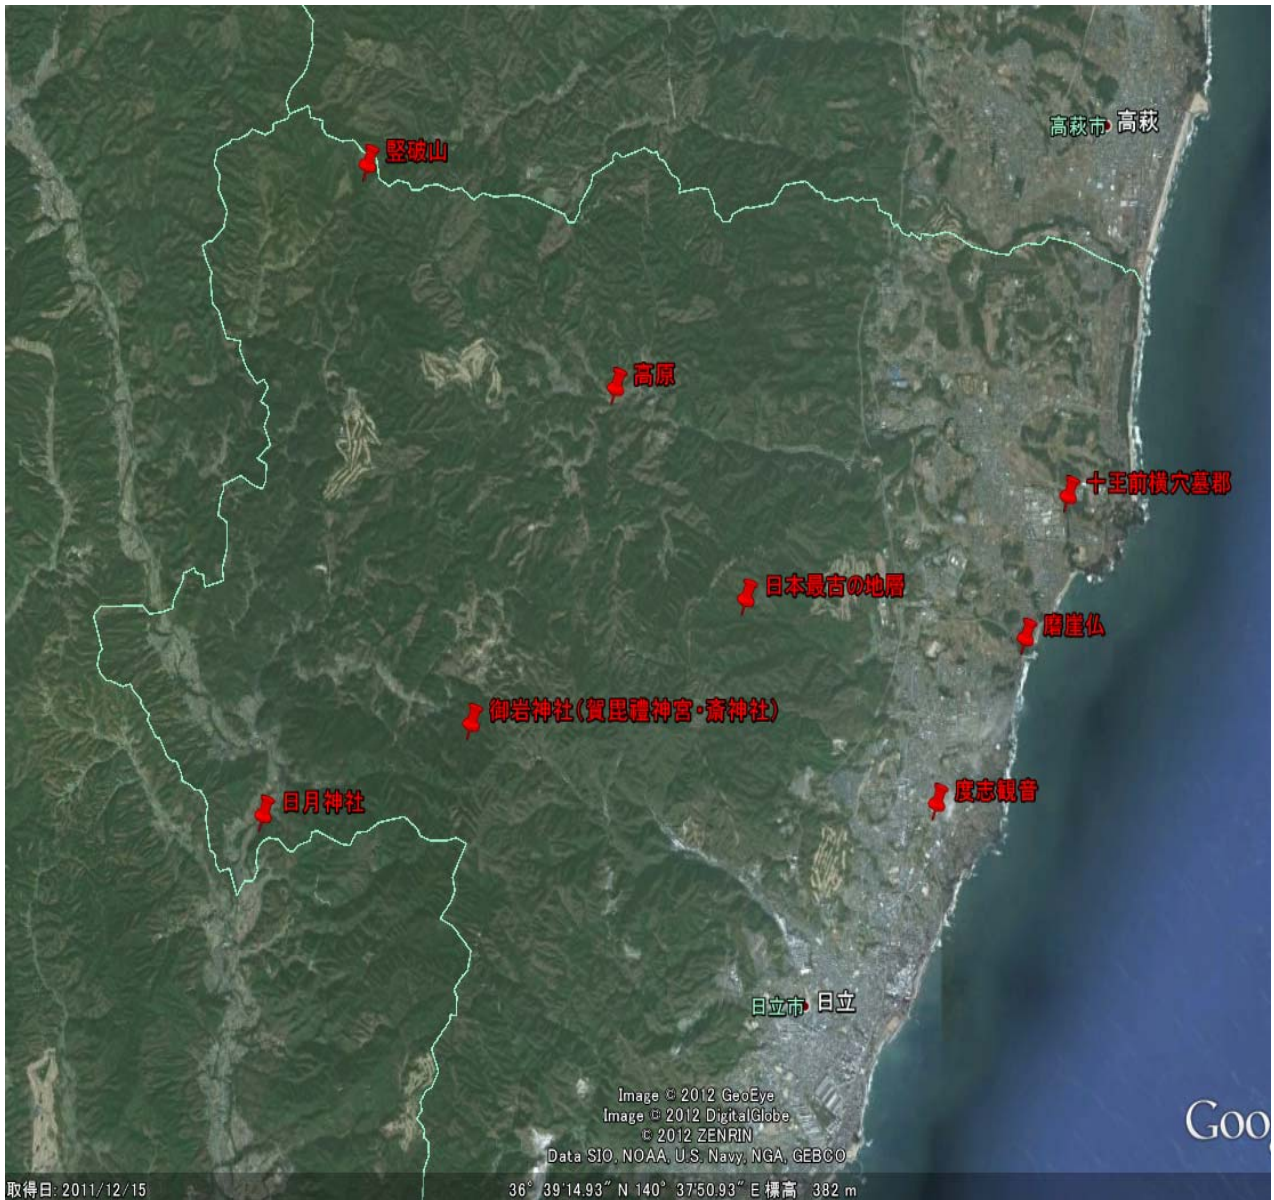 高萩市 高萩
竪破山
高原
十王前横穴墓郡
日本最古の地層
磨崖仏
御岩神社(賀毘禮神宮・斎神社)
度志観音
日月神社
日立市 日立
Image © 2012 GeoEye
Image © 2012 DigitalGlobe
© 2012 ZENRIN
Data SIO, NOAA, U.S. Navy, NGA, GEBCO
Goo
取得日: 2011/12/15
36° 39'14.93" N 140° 37'50.93" E 標高 382 m